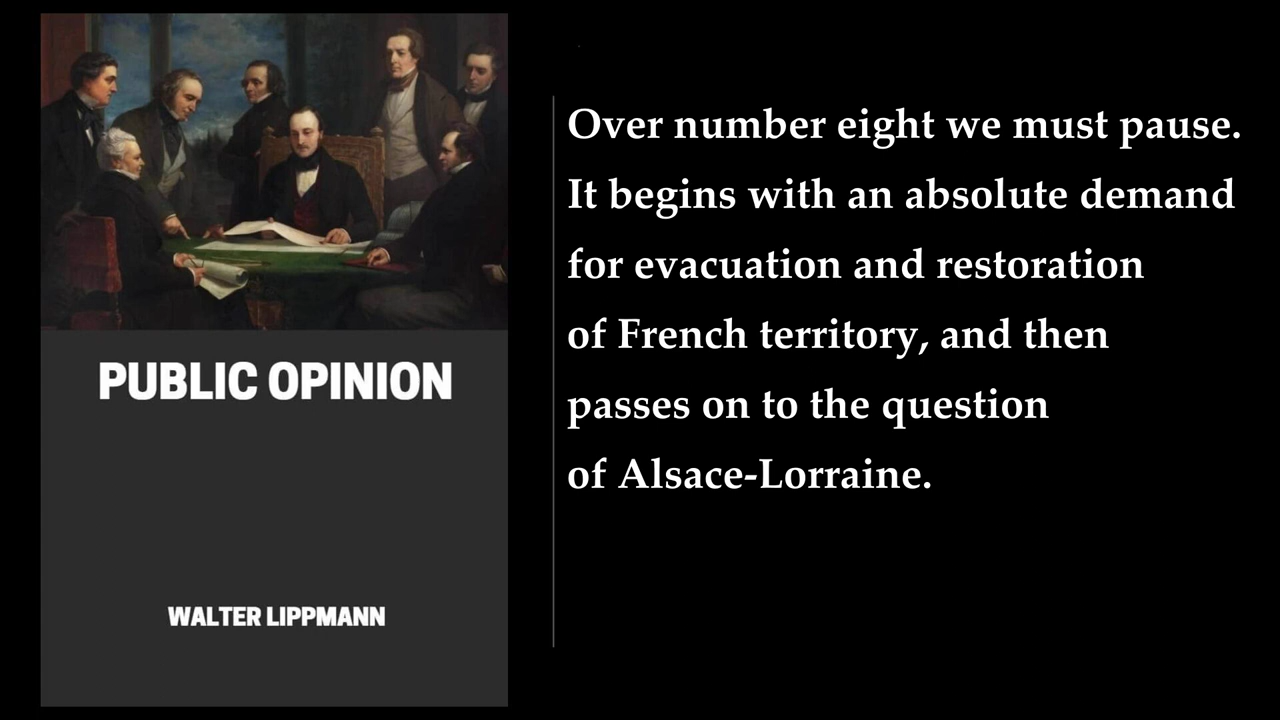 PUBLIC OPINION
WALTER LIPPMANN
Over number eight we must pause.
It begins with an absolute demand
for evacuation and restoration
of French territory, and then
passes on to the question
of Alsace-Lorraine.